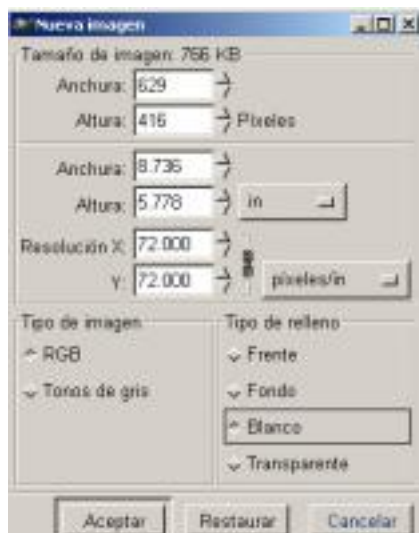 Nueva imagen
Tamaño de imagen: 766 KB
Anchura: 629
Altura: 416 Pixeles
Anchura: 8.736
Altura: 5.778 in
Resolución X: 72.000
Y: 72.000 pixeles/in
Tipo de imagen
RGB
Tonos de gris
Tipo de relleno
Frente
Fondo
Blanco
Transparente
Aceptar Restaurar Cancelar